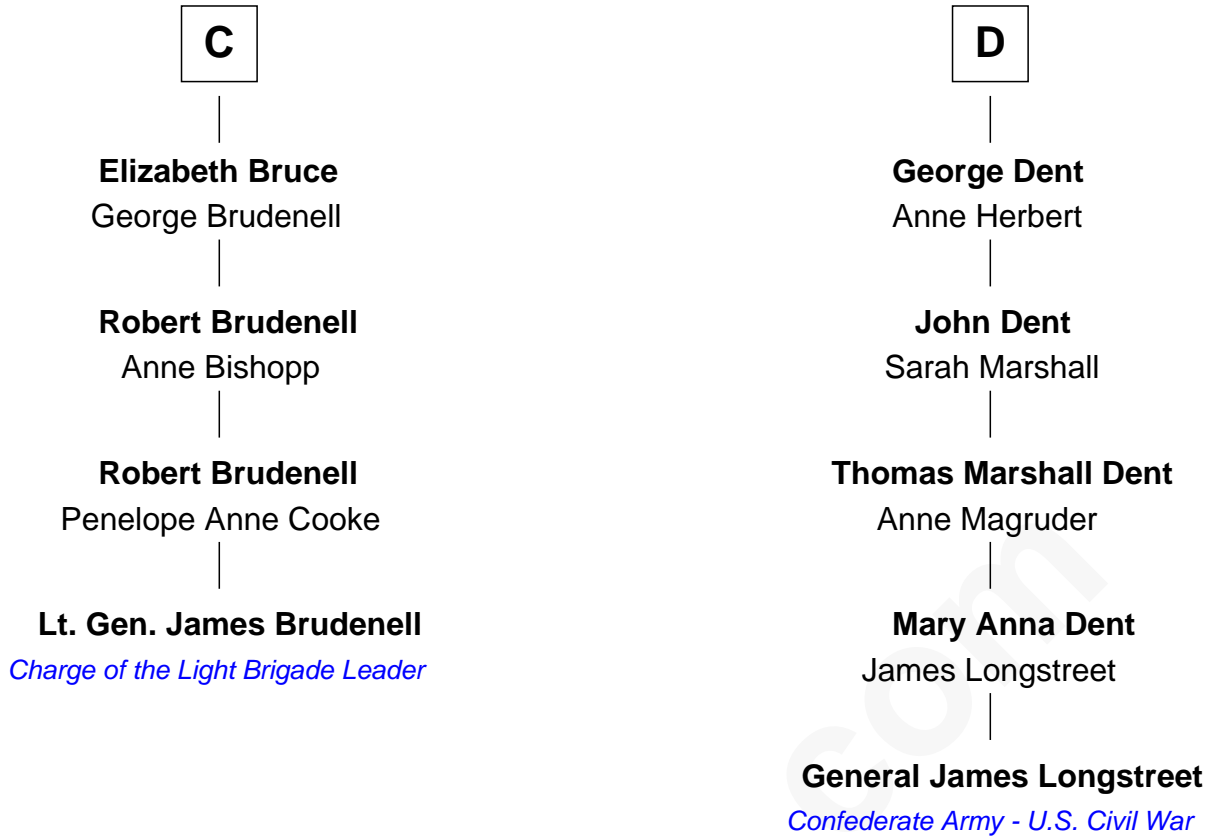 C
Elizabeth Bruce
George Brudenell
Robert Brudenell
Anne Bishopp
Robert Brudenell
Penelope Anne Cooke
Lt. Gen. James Brudenell
Charge of the Light Brigade Leader
D
George Dent
Anne Herbert
John Dent
Sarah Marshall
Thomas Marshall Dent
Anne Magruder
Mary Anna Dent
James Longstreet
General James Longstreet
Confederate Army - U.S. Civil War
com